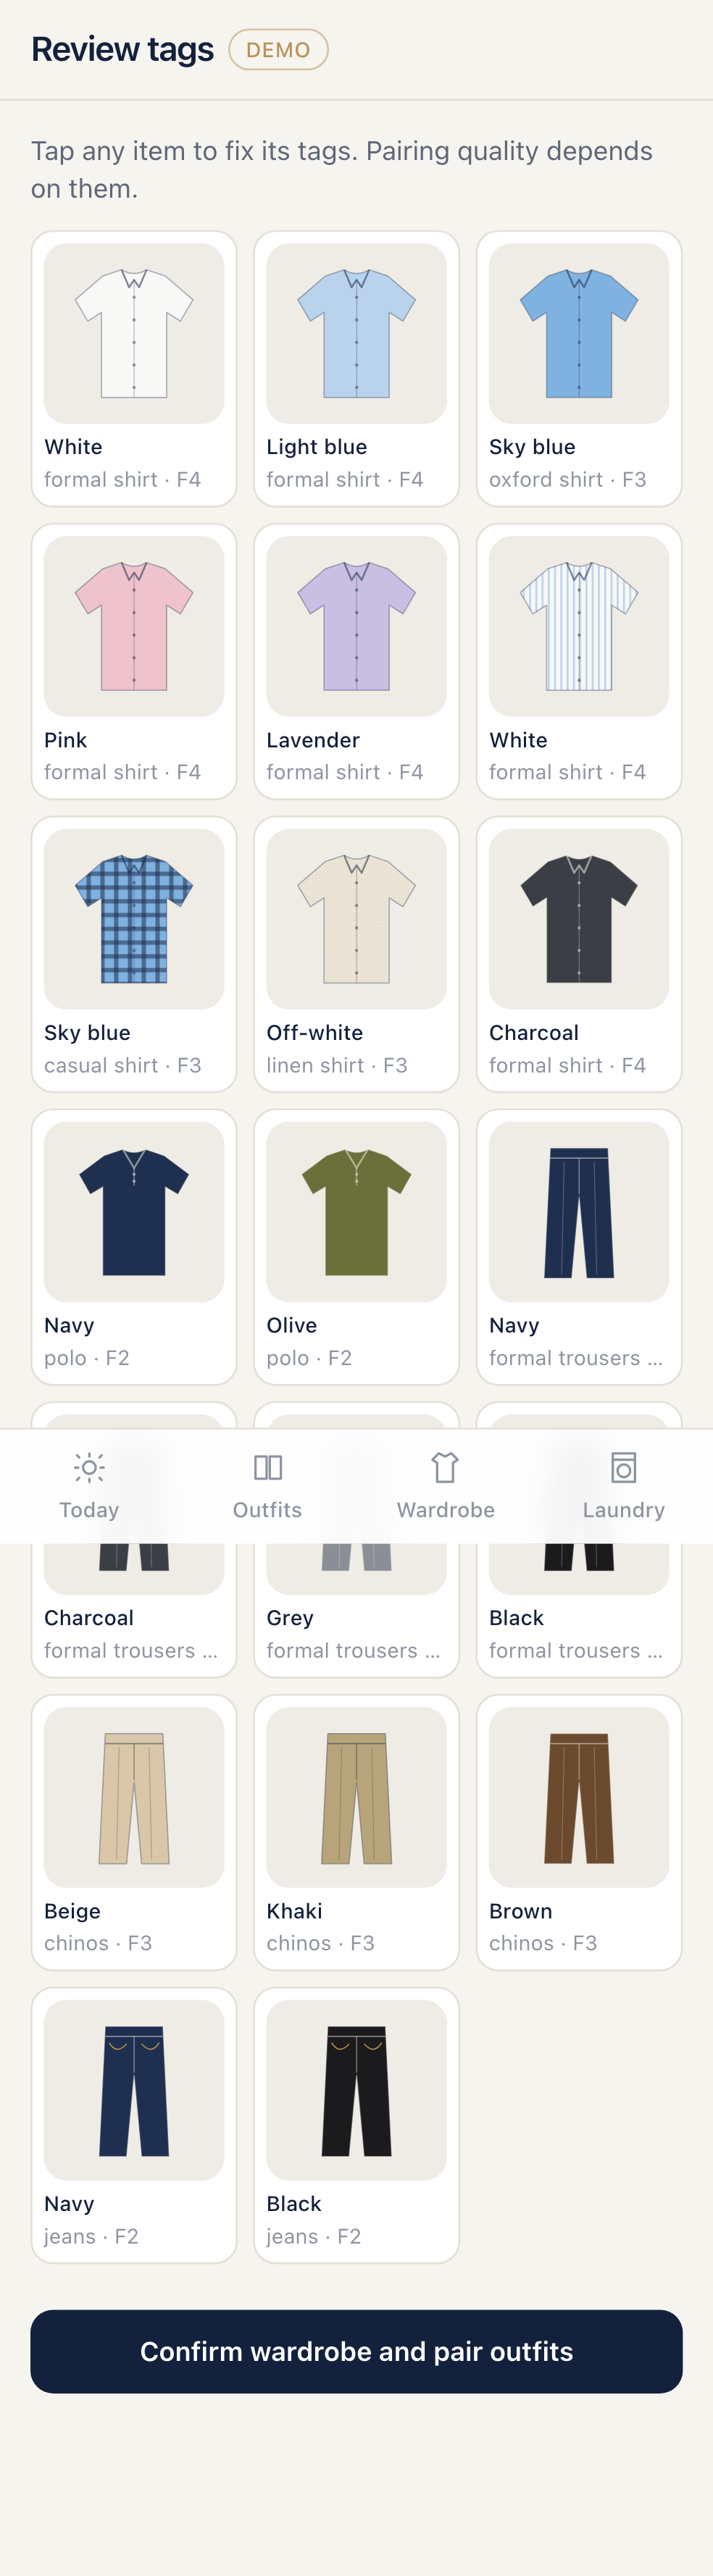 Review tags DEMO
Tap any item to fix its tags. Pairing quality depends
on them.
White
formal shirt · F4
Light blue
formal shirt · F4
Sky blue
oxford shirt · F3
Pink
formal shirt · F4
Lavender
formal shirt · F4
White
formal shirt · F4
Sky blue
casual shirt · F3
Off-white
linen shirt · F3
Charcoal
formal shirt · F4
Navy
polo · F2
Olive
polo · F2
Navy
formal trousers ...
Today
Outfits
Wardrobe
Laundry
Charcoal
formal trousers ...
Grey
formal trousers ...
Black
formal trousers ...
Beige
chinos · F3
Khaki
chinos · F3
Brown
chinos · F3
Navy
jeans · F2
Black
jeans · F2
Confirm wardrobe and pair outfits